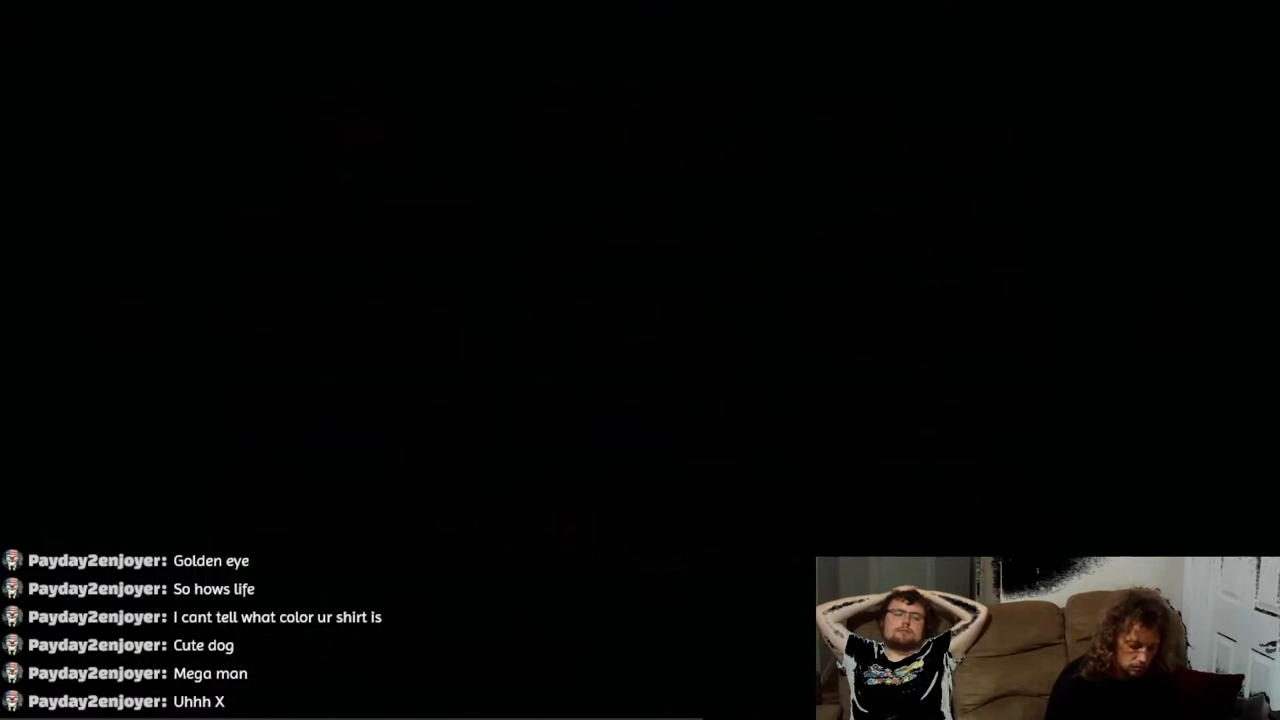 Payday2enjoyer: Golden eye
Payday2enjoyer: So hows life
Payday2enjoyer: I cant tell what color ur shirt is
Payday2enjoyer: Cute dog
Payday2enjoyer: Mega man
Payday2enjoyer: Uhhh X